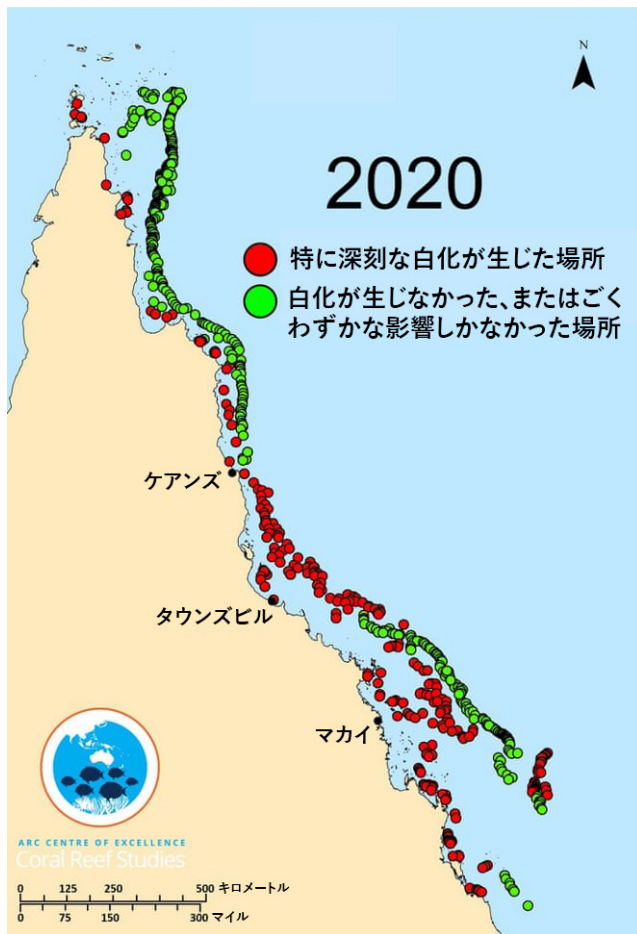 N
2020
特に深刻な白化が生じた場所
白化が生じなかった、またはごく
わずかな影響しかなかった場所
ケアンズ
タウンズビル
マカイ
ARC CENTRE OF EXCELLENCE
Coral Reef Studies
0 125 250 500 キロメートル
0 75 150 300 マイル